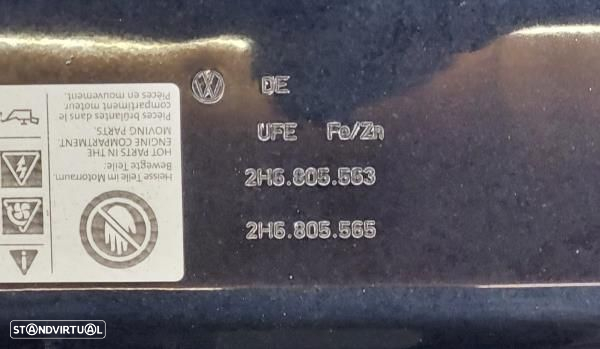 DE
UFE Fe/Zn
2H6.805.563
2H6.805.565
Heisse Teile im Motorraum.
Bewegte Teile:
HOT PARTS IN THE
ENGINE COMPARTMENT.
MOVING PARTS.
Pièces brûlantes dans le
compartiment moteur.
Pièces en mouvement.
STANDVIRTUAL